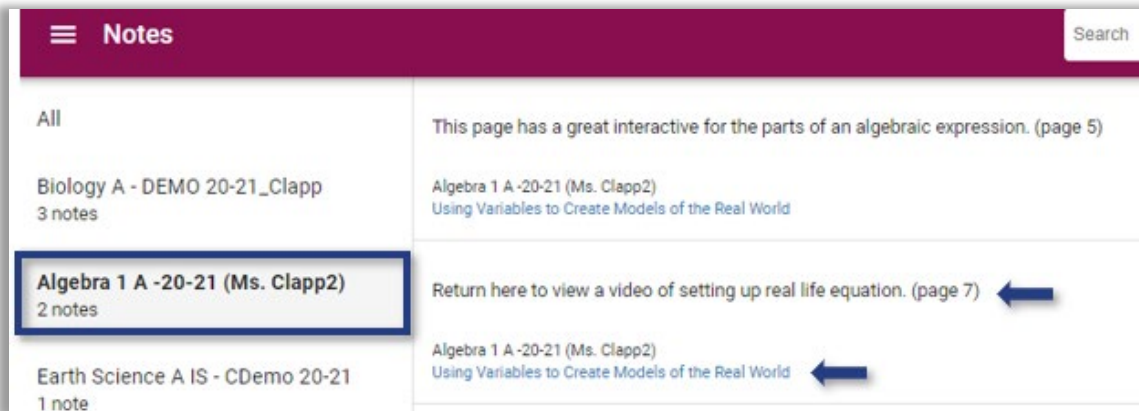 Notes
Search
All
Biology A - DEMO 20-21_Clapp
3 notes
Algebra 1 A -20-21 (Ms. Clapp2)
2 notes
Earth Science A IS - CDemo 20-21
1 note
This page has a great interactive for the parts of an algebraic expression. (page 5)
Algebra 1 A -20-21 (Ms. Clapp2)
Using Variables to Create Models of the Real World
Return here to view a video of setting up real life equation. (page 7)
Algebra 1 A -20-21 (Ms. Clapp2)
Using Variables to Create Models of the Real World